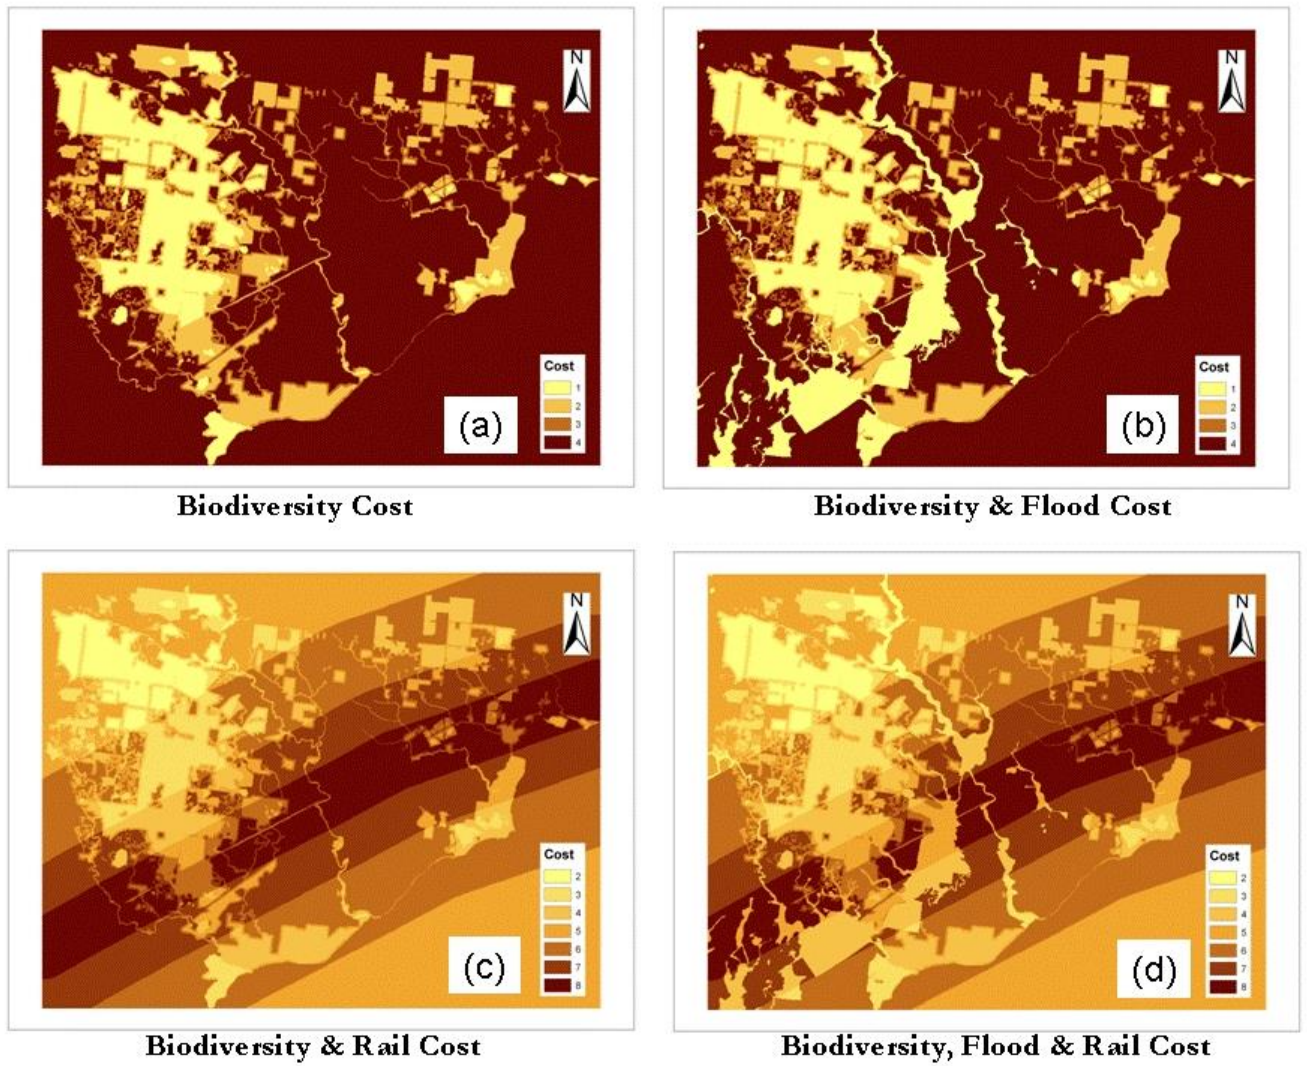 N
Cost
1
2
3
4
(a)
Biodiversity Cost
N
Cost
1
2
3
4
(b)
Biodiversity & Flood Cost
N
Cost
2
3
4
5
6
7
8
(c)
Biodiversity & Rail Cost
N
Cost
2
3
4
5
6
7
8
(d)
Biodiversity, Flood & Rail Cost